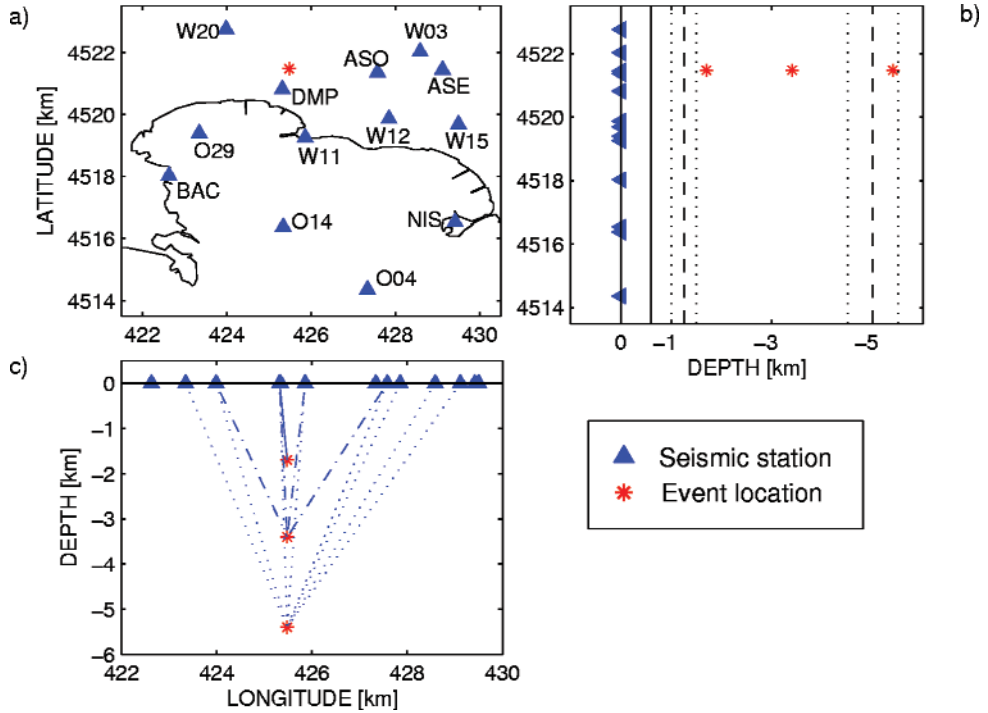 a)
4522
4520
4518
4516
4514
LATITUDE [km]
W20
W03
ASO
ASE
DMP
W12
W15
O29
W11
BAC
O14
NIS
O04
422
424
426
428
430
b)
4522
4520
4518
4516
4514
0
−1
−3
−5
DEPTH [km]
c)
0
−1
−2
−3
−4
−5
−6
DEPTH [km]
422
424
426
428
430
LONGITUDE [km]
Seismic station
Event location